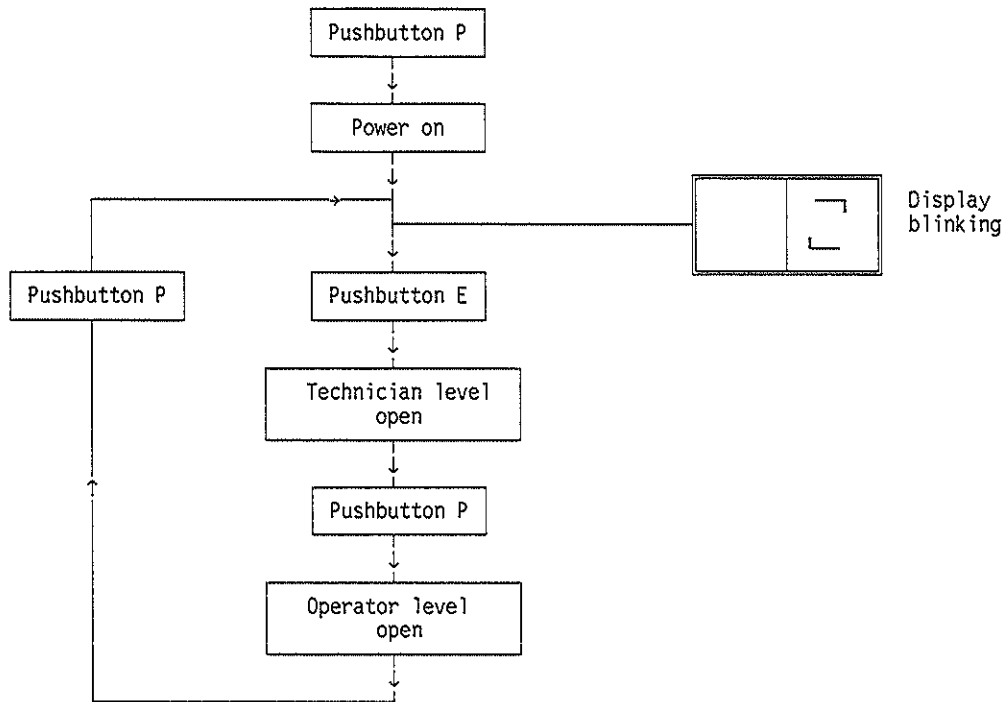 Pushbutton P
Power on
Display
blinking
Pushbutton P
Pushbutton E
Technician level
open
Pushbutton P
Operator level
open